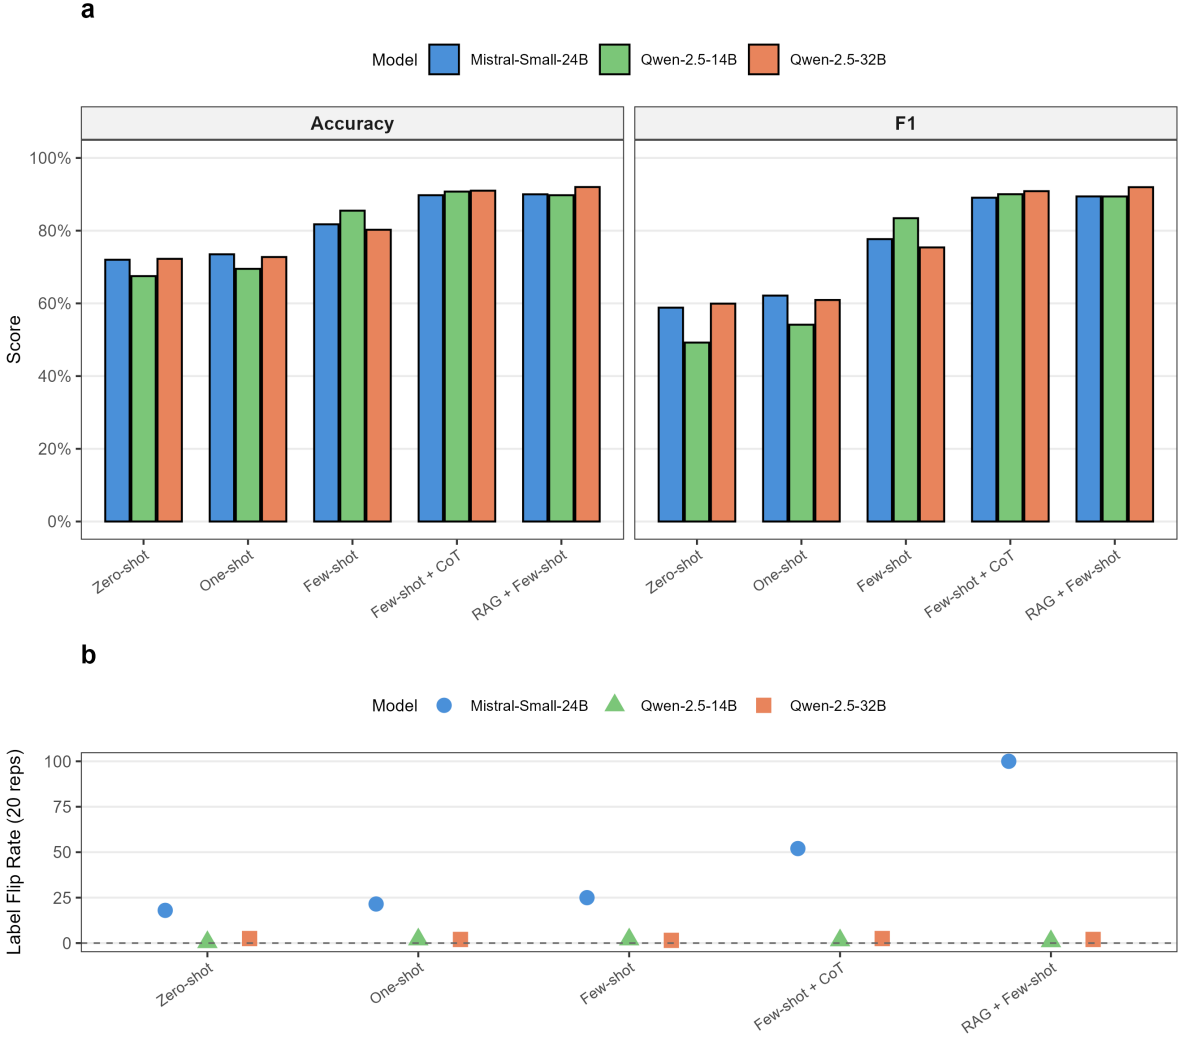 a
Model Mistral-Small-24B Qwen-2.5-14B Qwen-2.5-32B
Accuracy F1
Score
100%
80%
60%
40%
20%
0%
Zero-shot One-shot Few-shot Few-shot + CoT RAG + Few-shot Zero-shot One-shot Few-shot Few-shot + CoT RAG + Few-shot
b
Model Mistral-Small-24B Qwen-2.5-14B Qwen-2.5-32B
Label Flip Rate (20 reps)
100
75
50
25
0
Zero-shot One-shot Few-shot Few-shot + CoT RAG + Few-shot